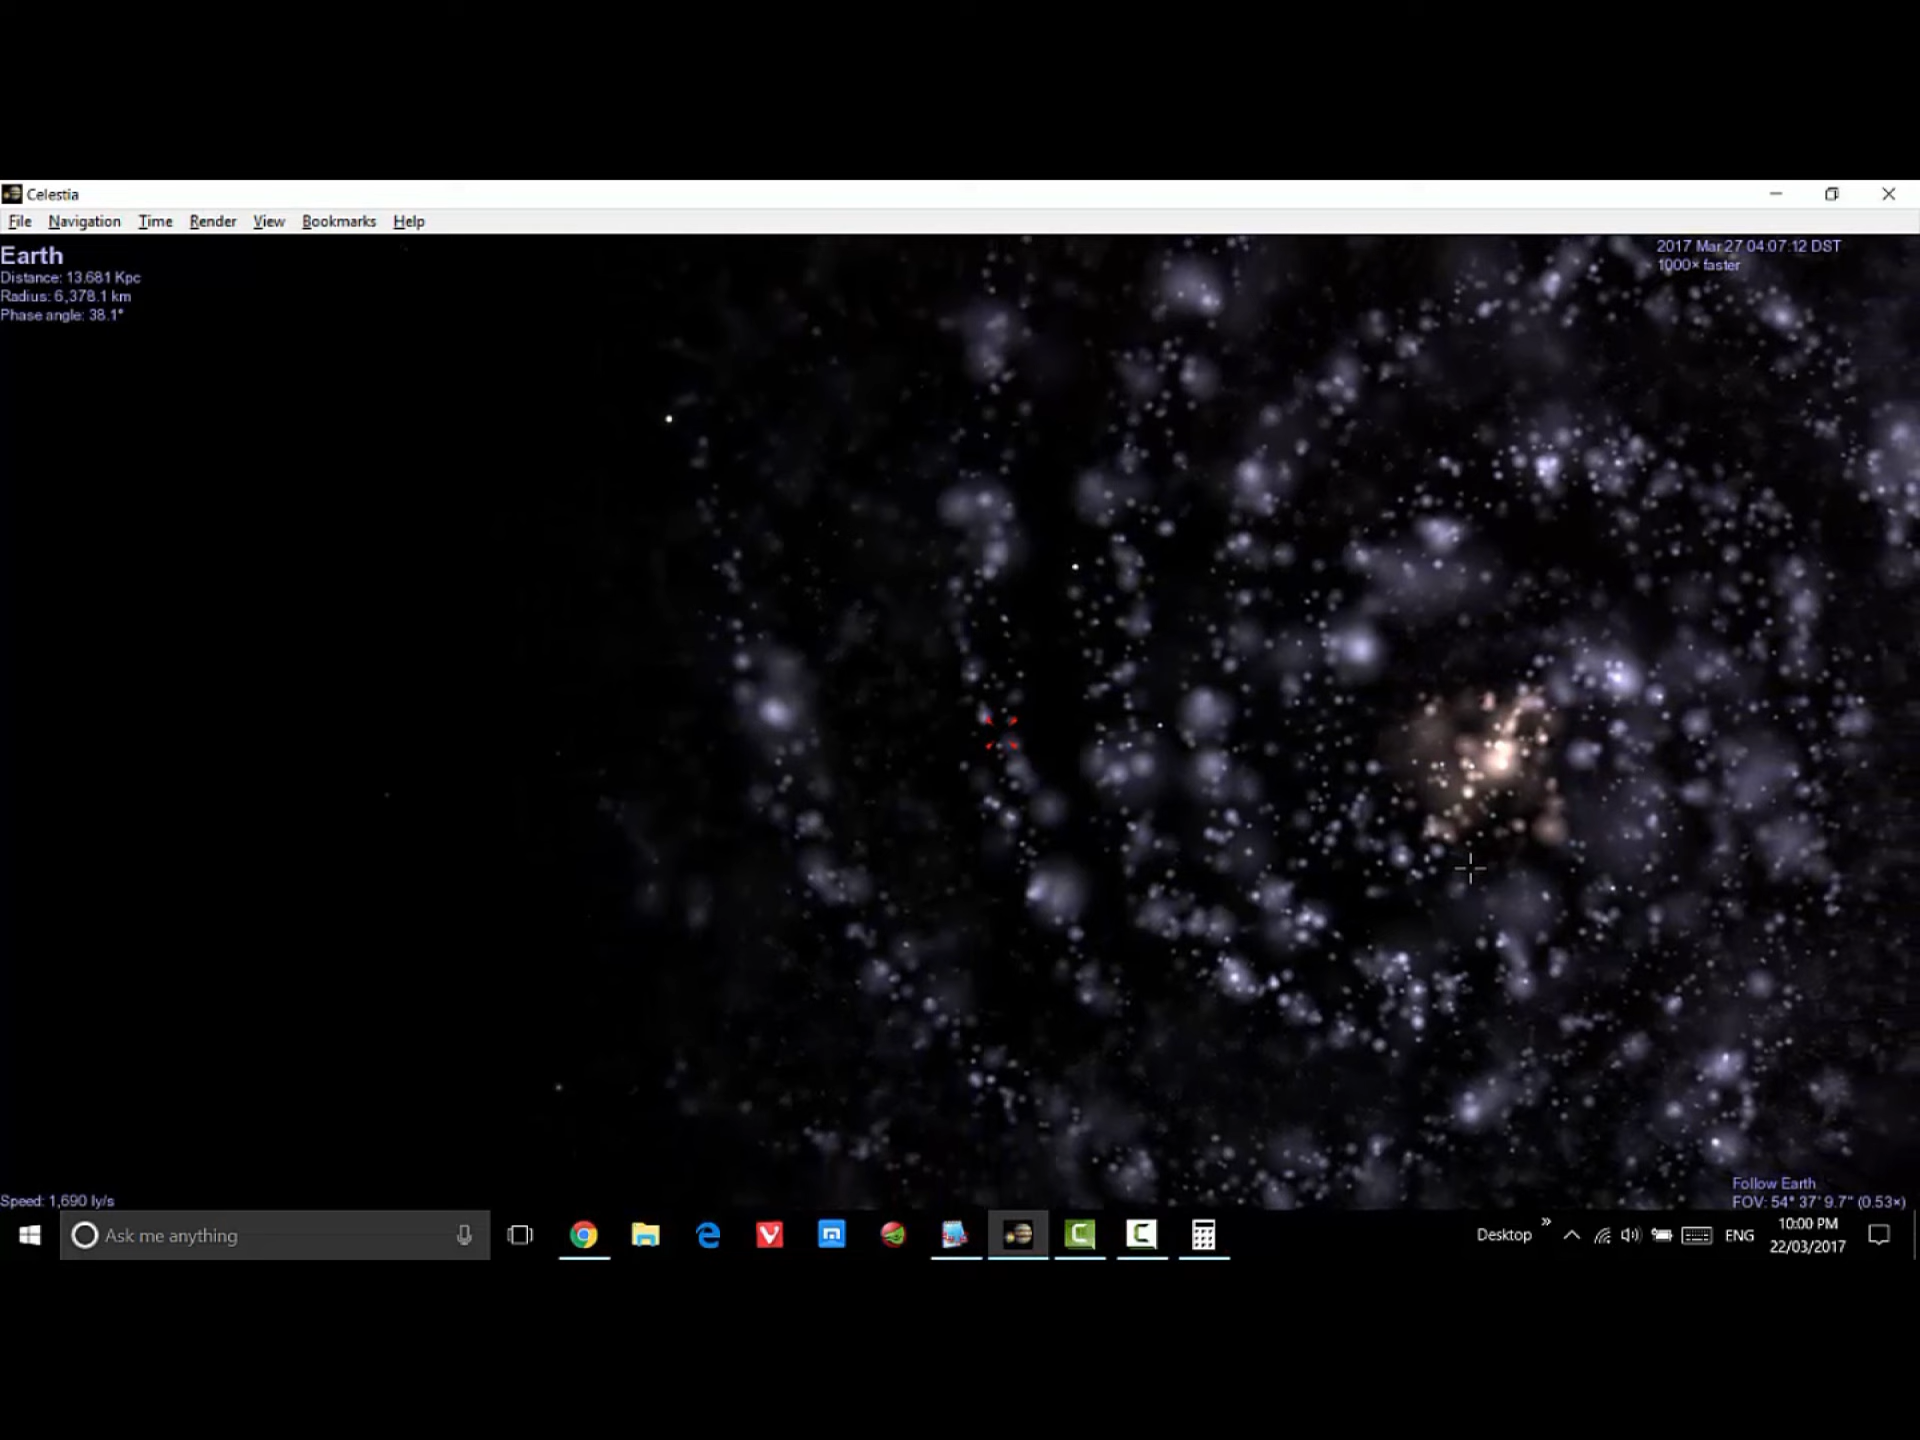 Celestia
File Navigation Time Render View Bookmarks Help
Earth
Distance: 13.681 Kpc
Radius: 6,378.1 km
Phase angle: 38.1°
2017 Mar 27 04:07:12 DST
1000× faster
Speed: 1,690 ly/s
Follow Earth
FOV: 54° 37' 9.7" (0.53×)
Ask me anything
Desktop
ENG
10:00 PM
22/03/2017